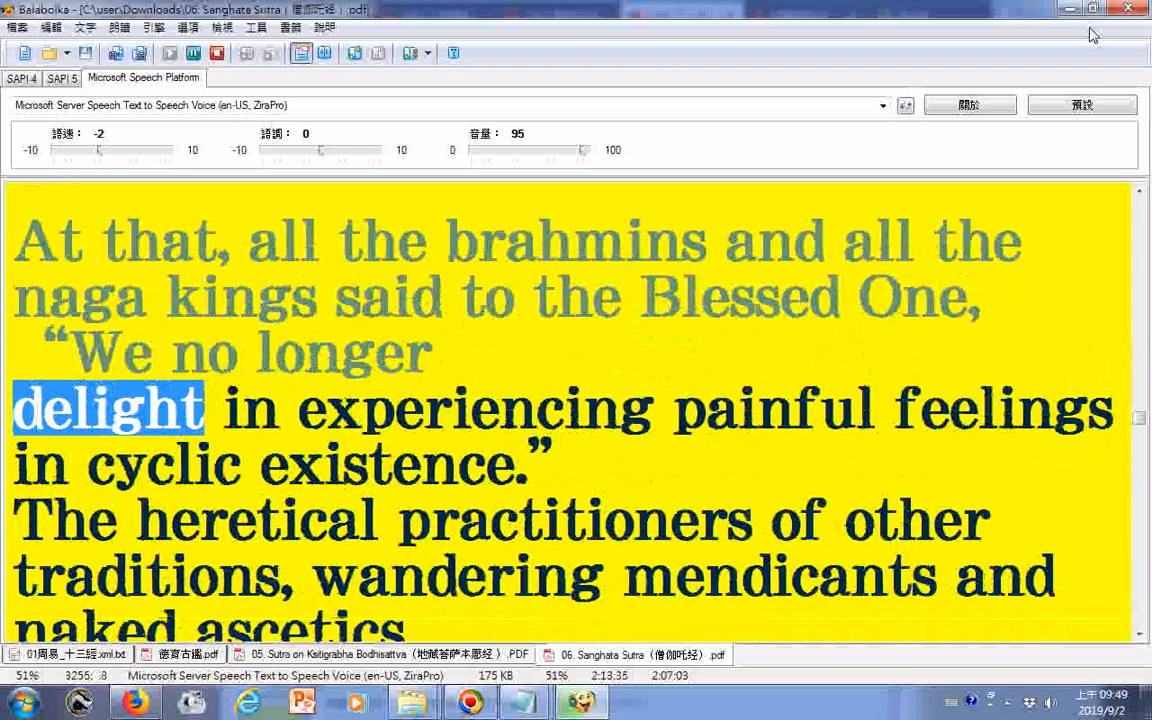 Balabolka - [C:\user\Downloads\06. Sanghata Sutra (僧伽吒经 ).pdf]
檔案 編輯 文字 朗讀 引擎 選項 檢視 工具 書籤 說明
SAPI 4 SAPI 5 Microsoft Speech Platform
Microsoft Server Speech Text to Speech Voice (en-US, ZiraPro) 關於 預設
語速： -2 語調： 0 音量： 95
-10 10 -10 10 0 100
At that, all the brahmins and all the
naga kings said to the Blessed One,
“We no longer
delight in experiencing painful feelings
in cyclic existence.”
The heretical practitioners of other
traditions, wandering mendicants and
naked ascetics
01周易_十三經.xml.txt 德育古鑑.pdf 05. Sutra on Ksitigrabha Bodhisattva（地藏菩萨本愿经 ）.PDF 06. Sanghata Sutra（僧伽吒经）.pdf
51% Microsoft Server Speech Text to Speech Voice (en-US, ZiraPro) 175 KB 51% 2:13:35 2:07:03
上午 09:49
2019/9/2